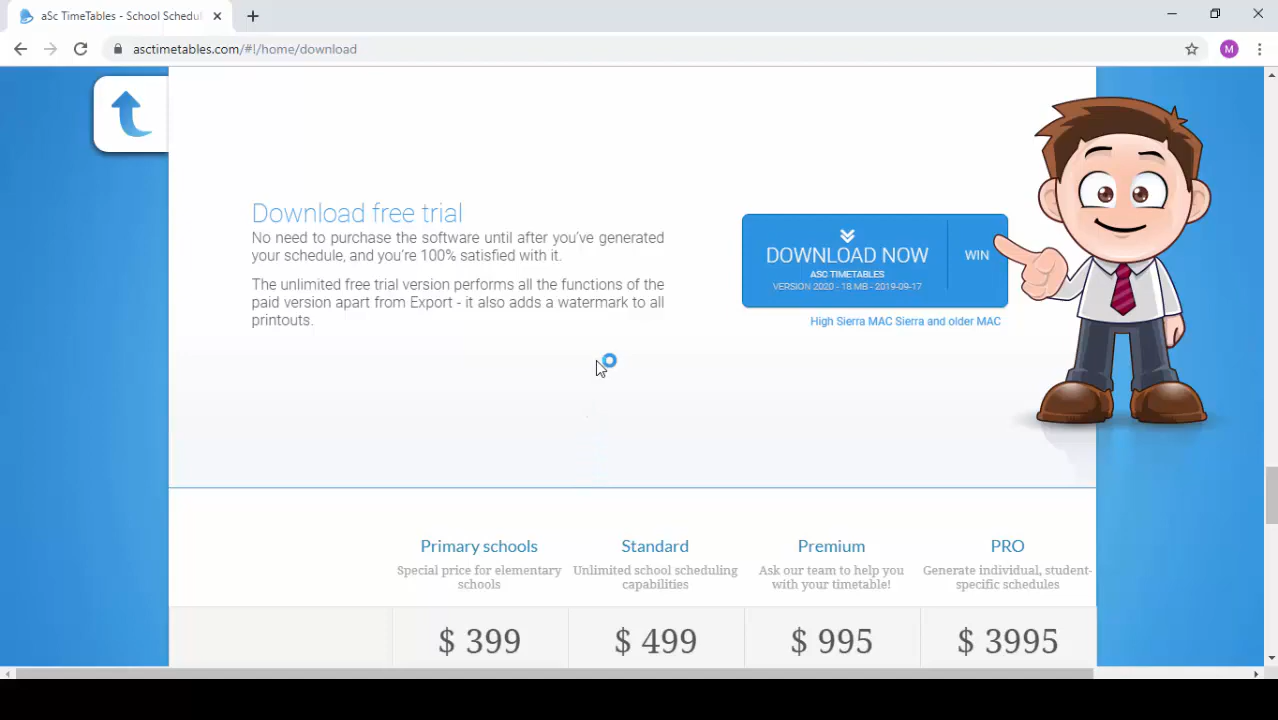 aSc TimeTables - School Schedul
asctimetables.com/#!/home/download
M
Download free trial
No need to purchase the software until after you've generated
your schedule, and you're 100% satisfied with it.
The unlimited free trial version performs all the functions of the
paid version apart from Export - it also adds a watermark to all
printouts.
DOWNLOAD NOW
ASC TIMETABLES
VERSION 2020 - 18 MB - 2019-09-17
WIN
High Sierra MAC Sierra and older MAC
Primary schools
Special price for elementary
schools
$ 399
Standard
Unlimited school scheduling
capabilities
$ 499
Premium
Ask our team to help you
with your timetable!
$ 995
PRO
Generate individual, student-
specific schedules
$ 3995